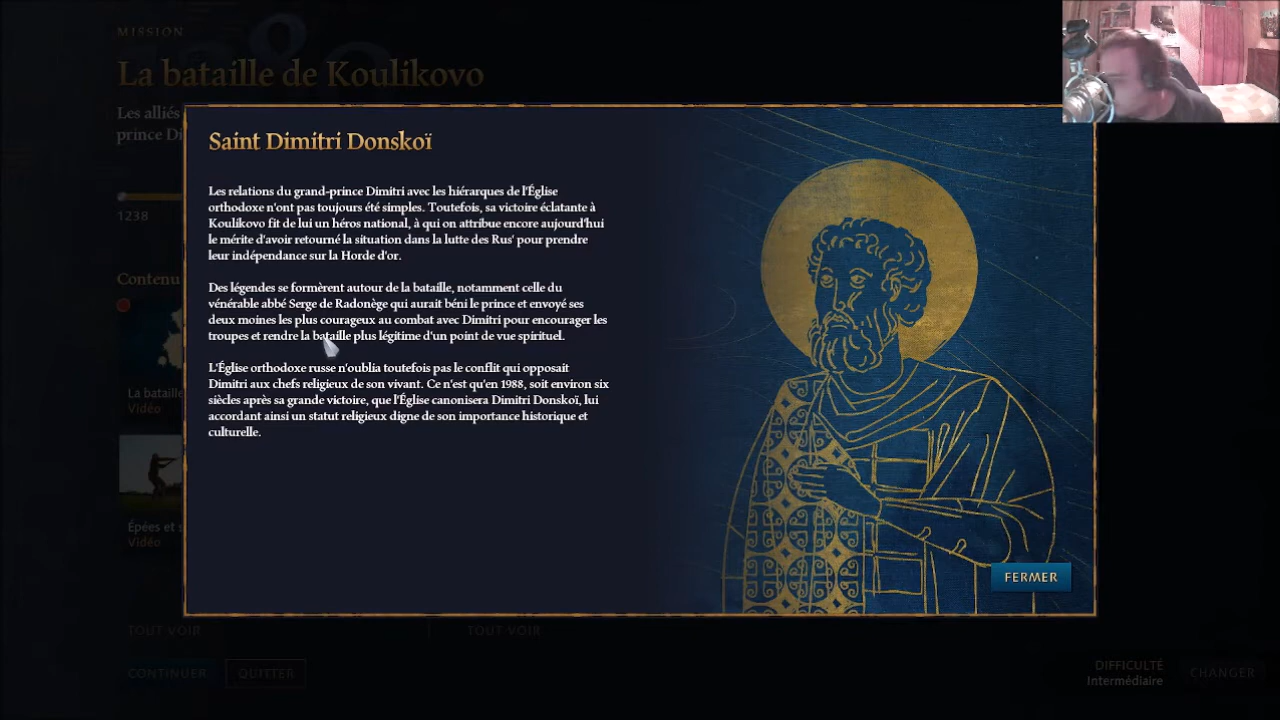 MISSION
La bataille de Koulikovo
Les alliés
prince Di
1238
Contenu
La bataille
Vidéo
Épées et
Vidéo
Saint Dimitri Donskoï
Les relations du grand-prince Dimitri avec les hiérarques de l'Église
orthodoxe n'ont pas toujours été simples. Toutefois, sa victoire éclatante à
Koulikovo fit de lui un héros national, à qui on attribue encore aujourd'hui
le mérite d'avoir retourné la situation dans la lutte des Rus' pour prendre
leur indépendance sur la Horde d'or.
Des légendes se formèrent autour de la bataille, notamment celle du
vénérable abbé Serge de Radonège qui aurait béni le prince et envoyé ses
deux moines les plus courageux au combat avec Dimitri pour encourager les
troupes et rendre la bataille plus légitime d'un point de vue spirituel.
L'Église orthodoxe russe n'oublia toutefois pas le conflit qui opposait
Dimitri aux chefs religieux de son vivant. Ce n'est qu'en 1988, soit environ six
siècles après sa grande victoire, que l'Église canonisera Dimitri Donskoï, lui
accordant ainsi un statut religieux digne de son importance historique et
culturelle.
FERMER
TOUT VOIR
TOUT VOIR
CONTINUER
QUITTER
DIFFICULTÉ
Intermédiaire
CHANGER